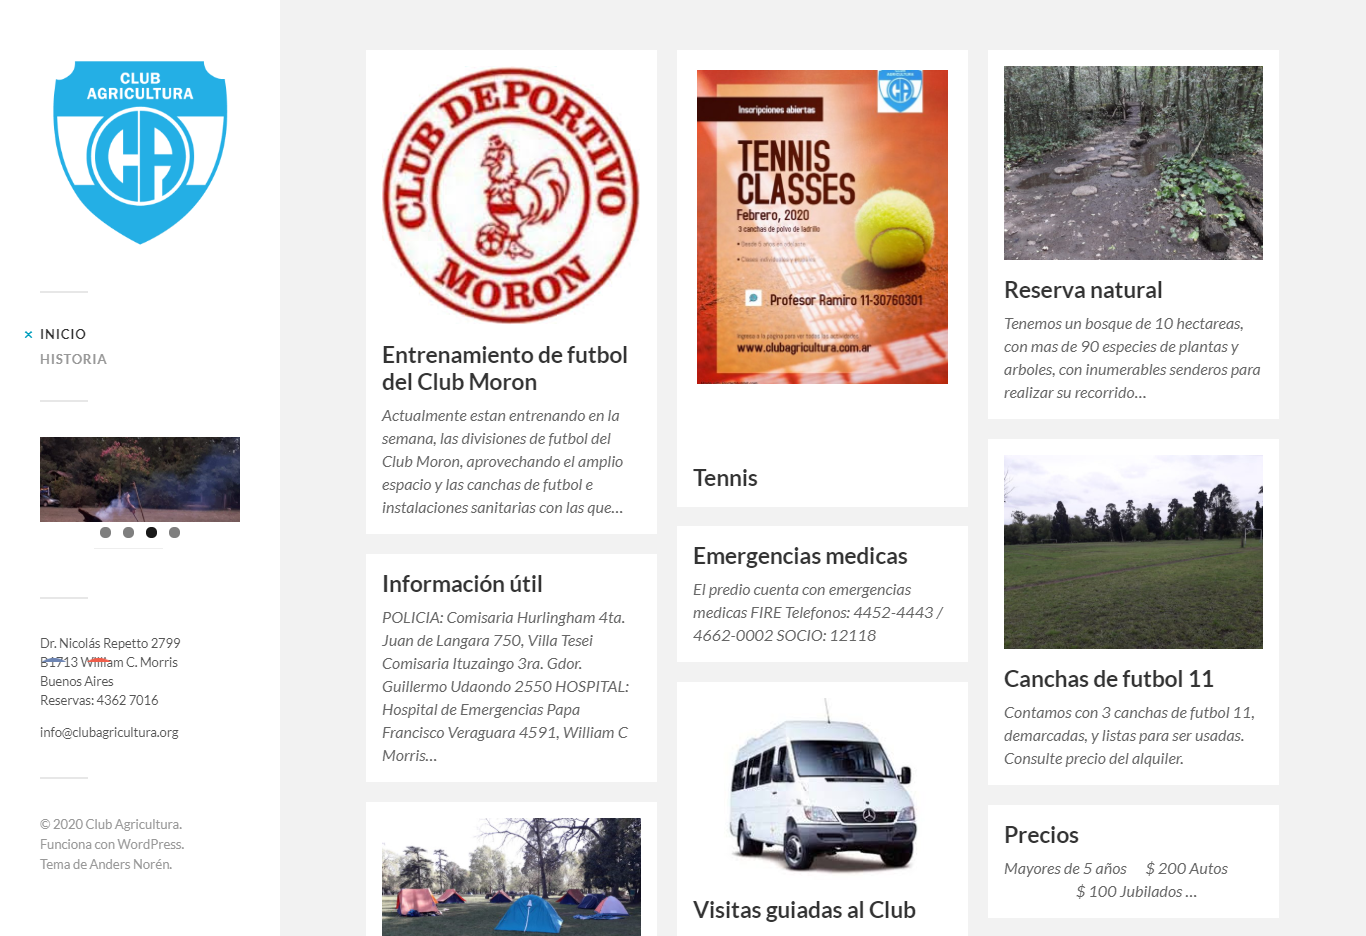 CLUB
AGRICULTURA
CA
INICIO
HISTORIA
Dr. Nicolás Repetto 2799
B1713 William C. Morris
Buenos Aires
Reservas: 4362 7016
info@clubagricultura.org
© 2020 Club Agricultura.
Funciona con WordPress.
Tema de Anders Norén.
CLUB DEPORTIVO
MORON
Entrenamiento de futbol
del Club Moron
Actualmente estan entrenando en la
semana, las divisiones de futbol del
Club Moron, aprovechando el amplio
espacio y las canchas de futbol e
instalaciones sanitarias con las que...
Información útil
POLICIA: Comisaria Hurlingham 4ta.
Juan de Langara 750, Villa Tesei
Comisaria Ituzaingo 3ra. Gdor.
Guillermo Udaondo 2550 HOSPITAL:
Hospital de Emergencias Papa
Francisco Veraguara 4591, William C
Morris...
AGRICULTURA
CA
Inscripciones abiertas
TENNIS
CLASSES
Febrero, 2020
3 canchas de polvo de ladrillo
Profesor Ramiro 11-30760301
www.clubagricultura.com.ar
Tennis
Emergencias medicas
El predio cuenta con emergencias
medicas FIRE Telefonos: 4452-4443 /
4662-0002 SOCIO: 12118
Visitas guiadas al Club
Reserva natural
Tenemos un bosque de 10 hectareas,
con mas de 90 especies de plantas y
arboles, con inumerables senderos para
realizar su recorrido...
Canchas de futbol 11
Contamos con 3 canchas de futbol 11,
demarcadas, y listas para ser usadas.
Consulte precio del alquiler.
Precios
Mayores de 5 años $ 200 Autos
$ 100 Jubilados ...